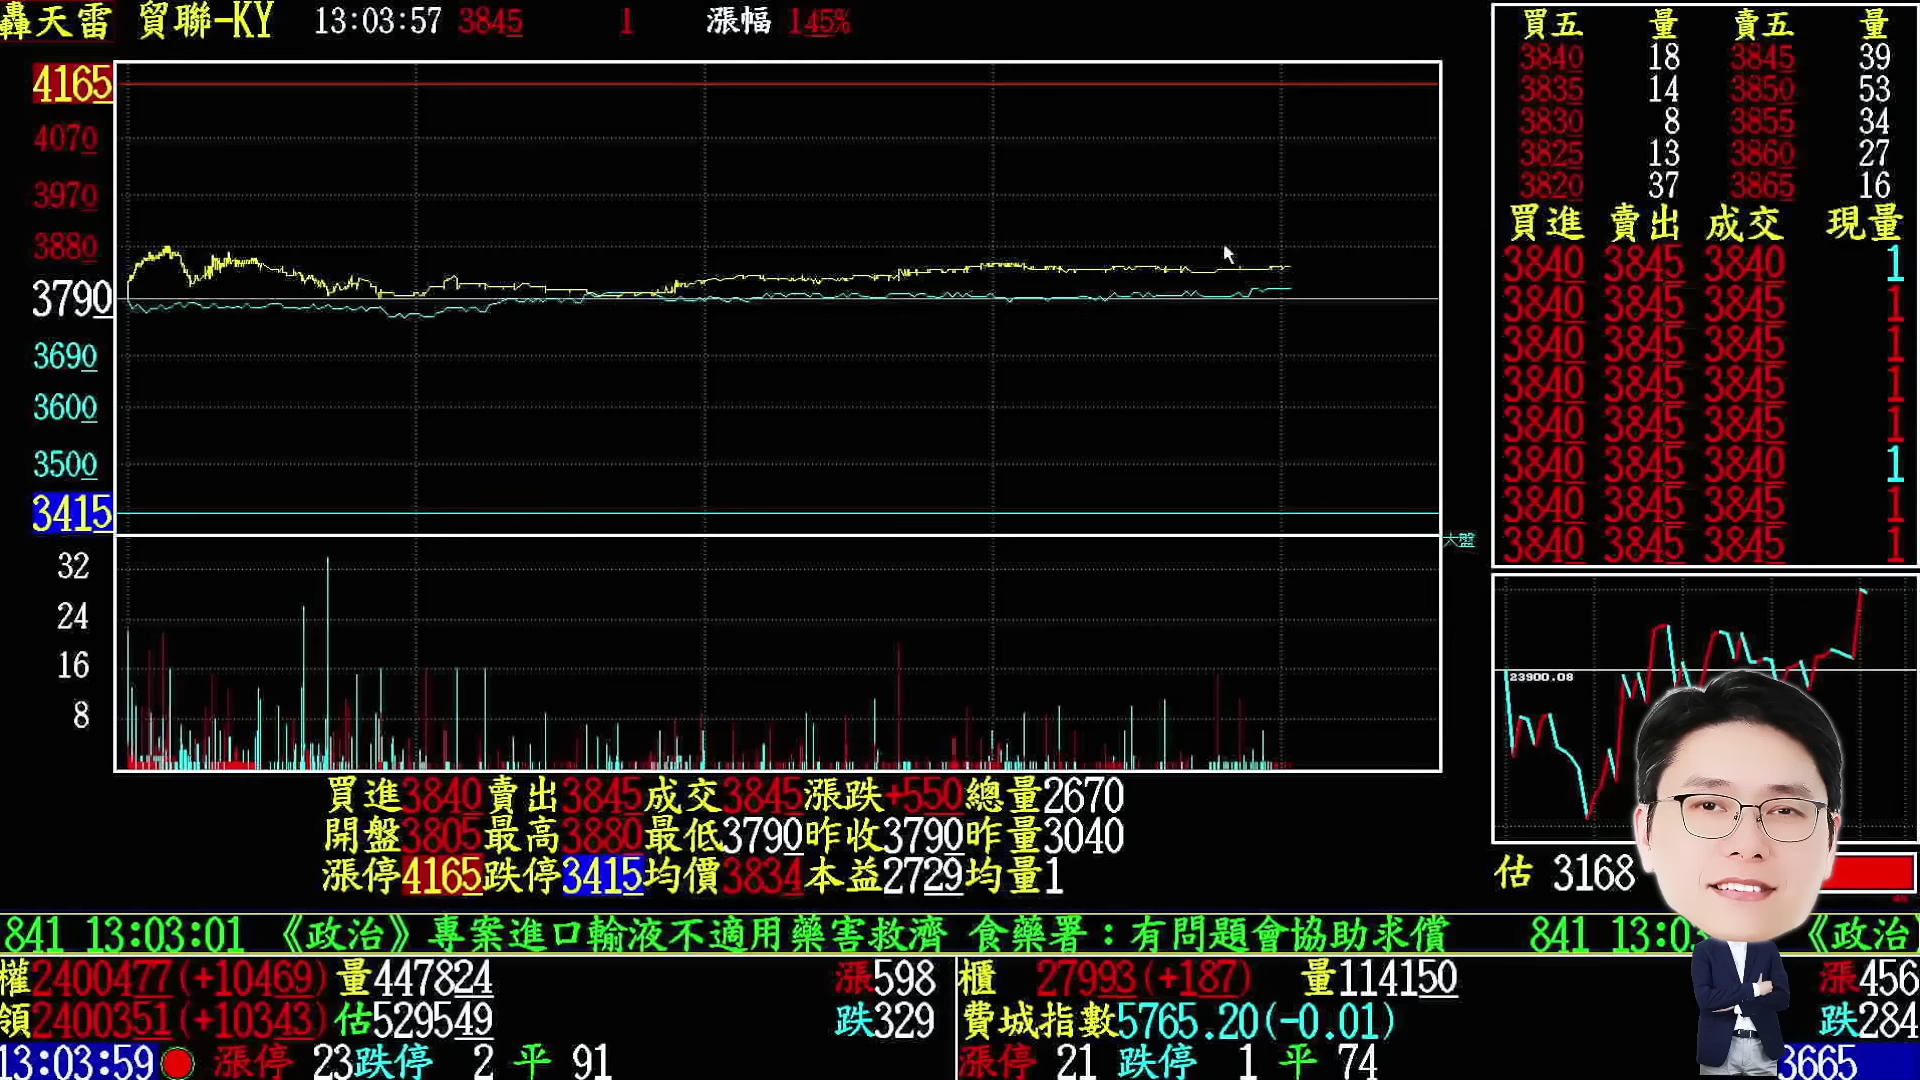 轟天雷 貿聯-KY 13:03:57 3845 1 漲幅 145%
4165
4070
3970
3880
3790
3690
3600
3500
3415
大盤
32
24
16
8
買進3840賣出3845成交3845漲跌+550總量2670
開盤3805最高3880最低3790昨收3790昨量3040
漲停4165跌停3415均價3834本益2729均量1
買五 量 賣五 量
3840 18 3845 39
3835 14 3850 53
3830 8 3855 34
3825 13 3860 27
3820 37 3865 16
買進 賣出 成交 現量
3840 3845 3840 1
3840 3845 3845 1
3840 3845 3845 1
3840 3845 3845 1
3840 3845 3845 1
3840 3845 3840 1
3840 3845 3845 1
3840 3845 3845 1
23900.08
估 3168
841 13:03:01 《政治》專案進口輸液不適用藥害救濟 食藥署：有問題會協助求償 841 13:0 《政治
權2400477(+10469)量447824 漲598
領2400351(+10343)估52954
9 跌329
13:03:59 漲停 23跌停 2 平 91
櫃 27993(+187) 量114150 漲456
費城指數5765.20(-0.01) 跌284
漲停 21 跌停 1 平 74 3665